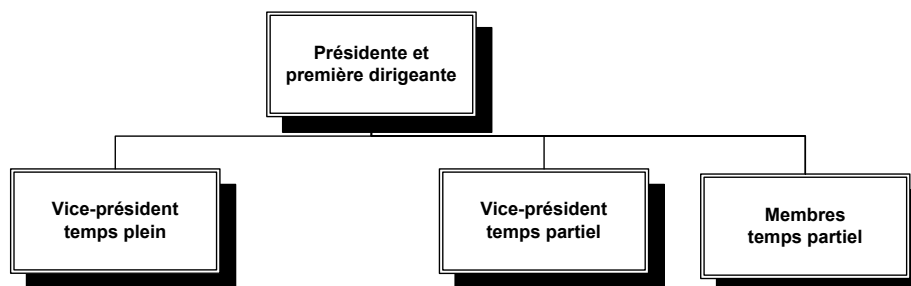 Présidente et
première dirigeante
Vice-président
temps plein
Vice-président
temps partiel
Membres
temps partiel